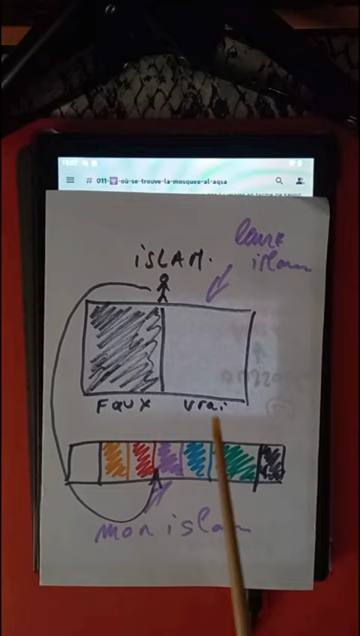 # 011-🕎-où-se-trouve-la-mosquee-al-aqsa
leur
islam
iSLAM.
FAUX vrai
mon islam